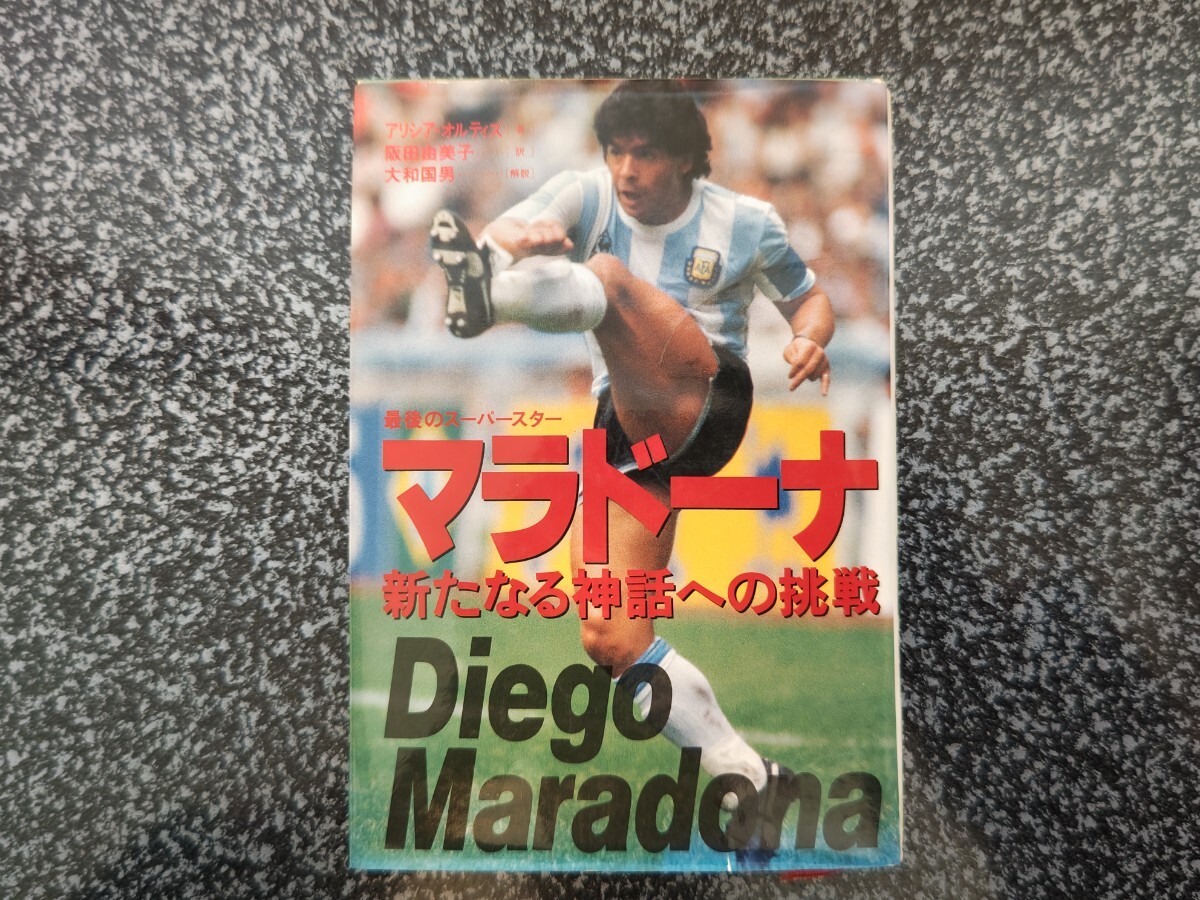 アリシア・オルティス
阪田由美子 [訳]
大和国男 [解説]
AFA
最後のスーパースター
マラドーナ
新たなる神話への挑戦
Diego
Maradona